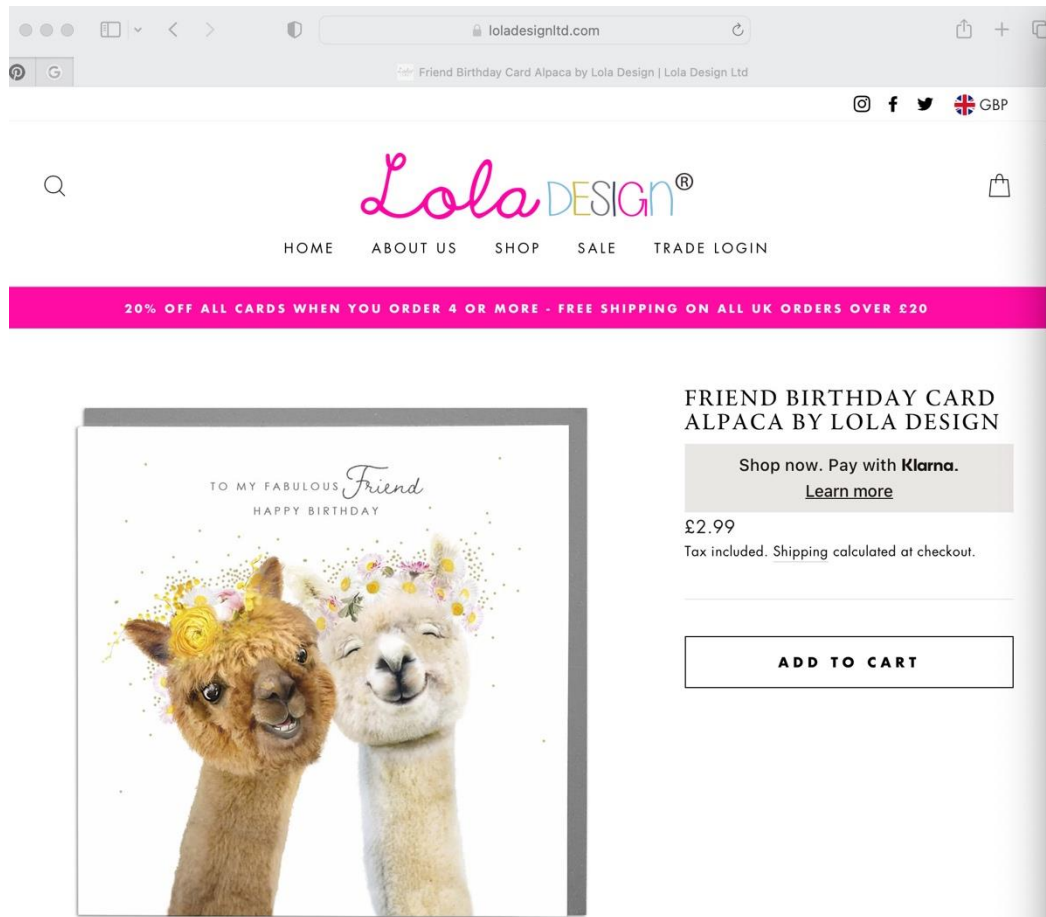 loladesignltd.com
G
Friend Birthday Card Alpaca by Lola Design | Lola Design Ltd
GBP
Lola DESIGN®
HOME ABOUT US SHOP SALE TRADE LOGIN
20% OFF ALL CARDS WHEN YOU ORDER 4 OR MORE - FREE SHIPPING ON ALL UK ORDERS OVER £20
FRIEND BIRTHDAY CARD
ALPACA BY LOLA DESIGN
Shop now. Pay with Klarna.
Learn more
£2.99
Tax included. Shipping calculated at checkout.
ADD TO CART
TO MY FABULOUS Friend
HAPPY BIRTHDAY